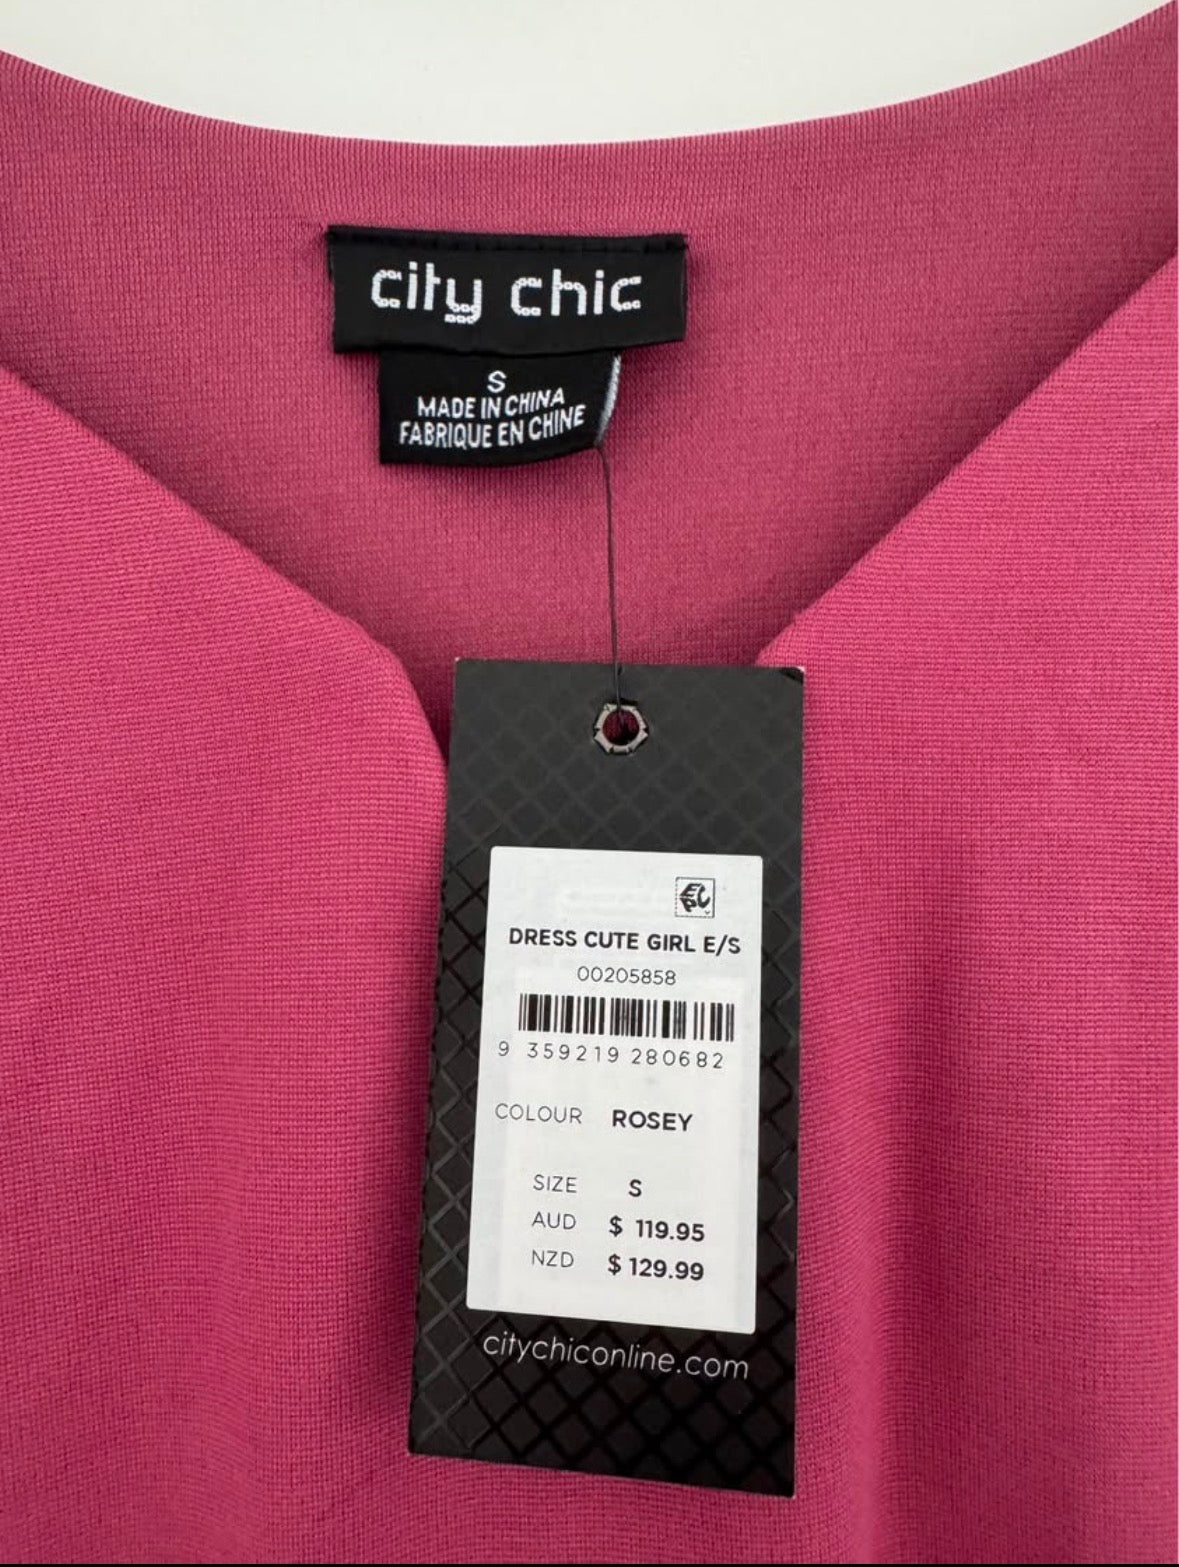 city chic
S
MADE IN CHINA
FABRIQUE EN CHINE
DRESS CUTE GIRL E/S
00205858
9 359219 280682
COLOUR ROSEY
SIZE S
AUD $ 119.95
NZD $ 129.99
citychiconline.com